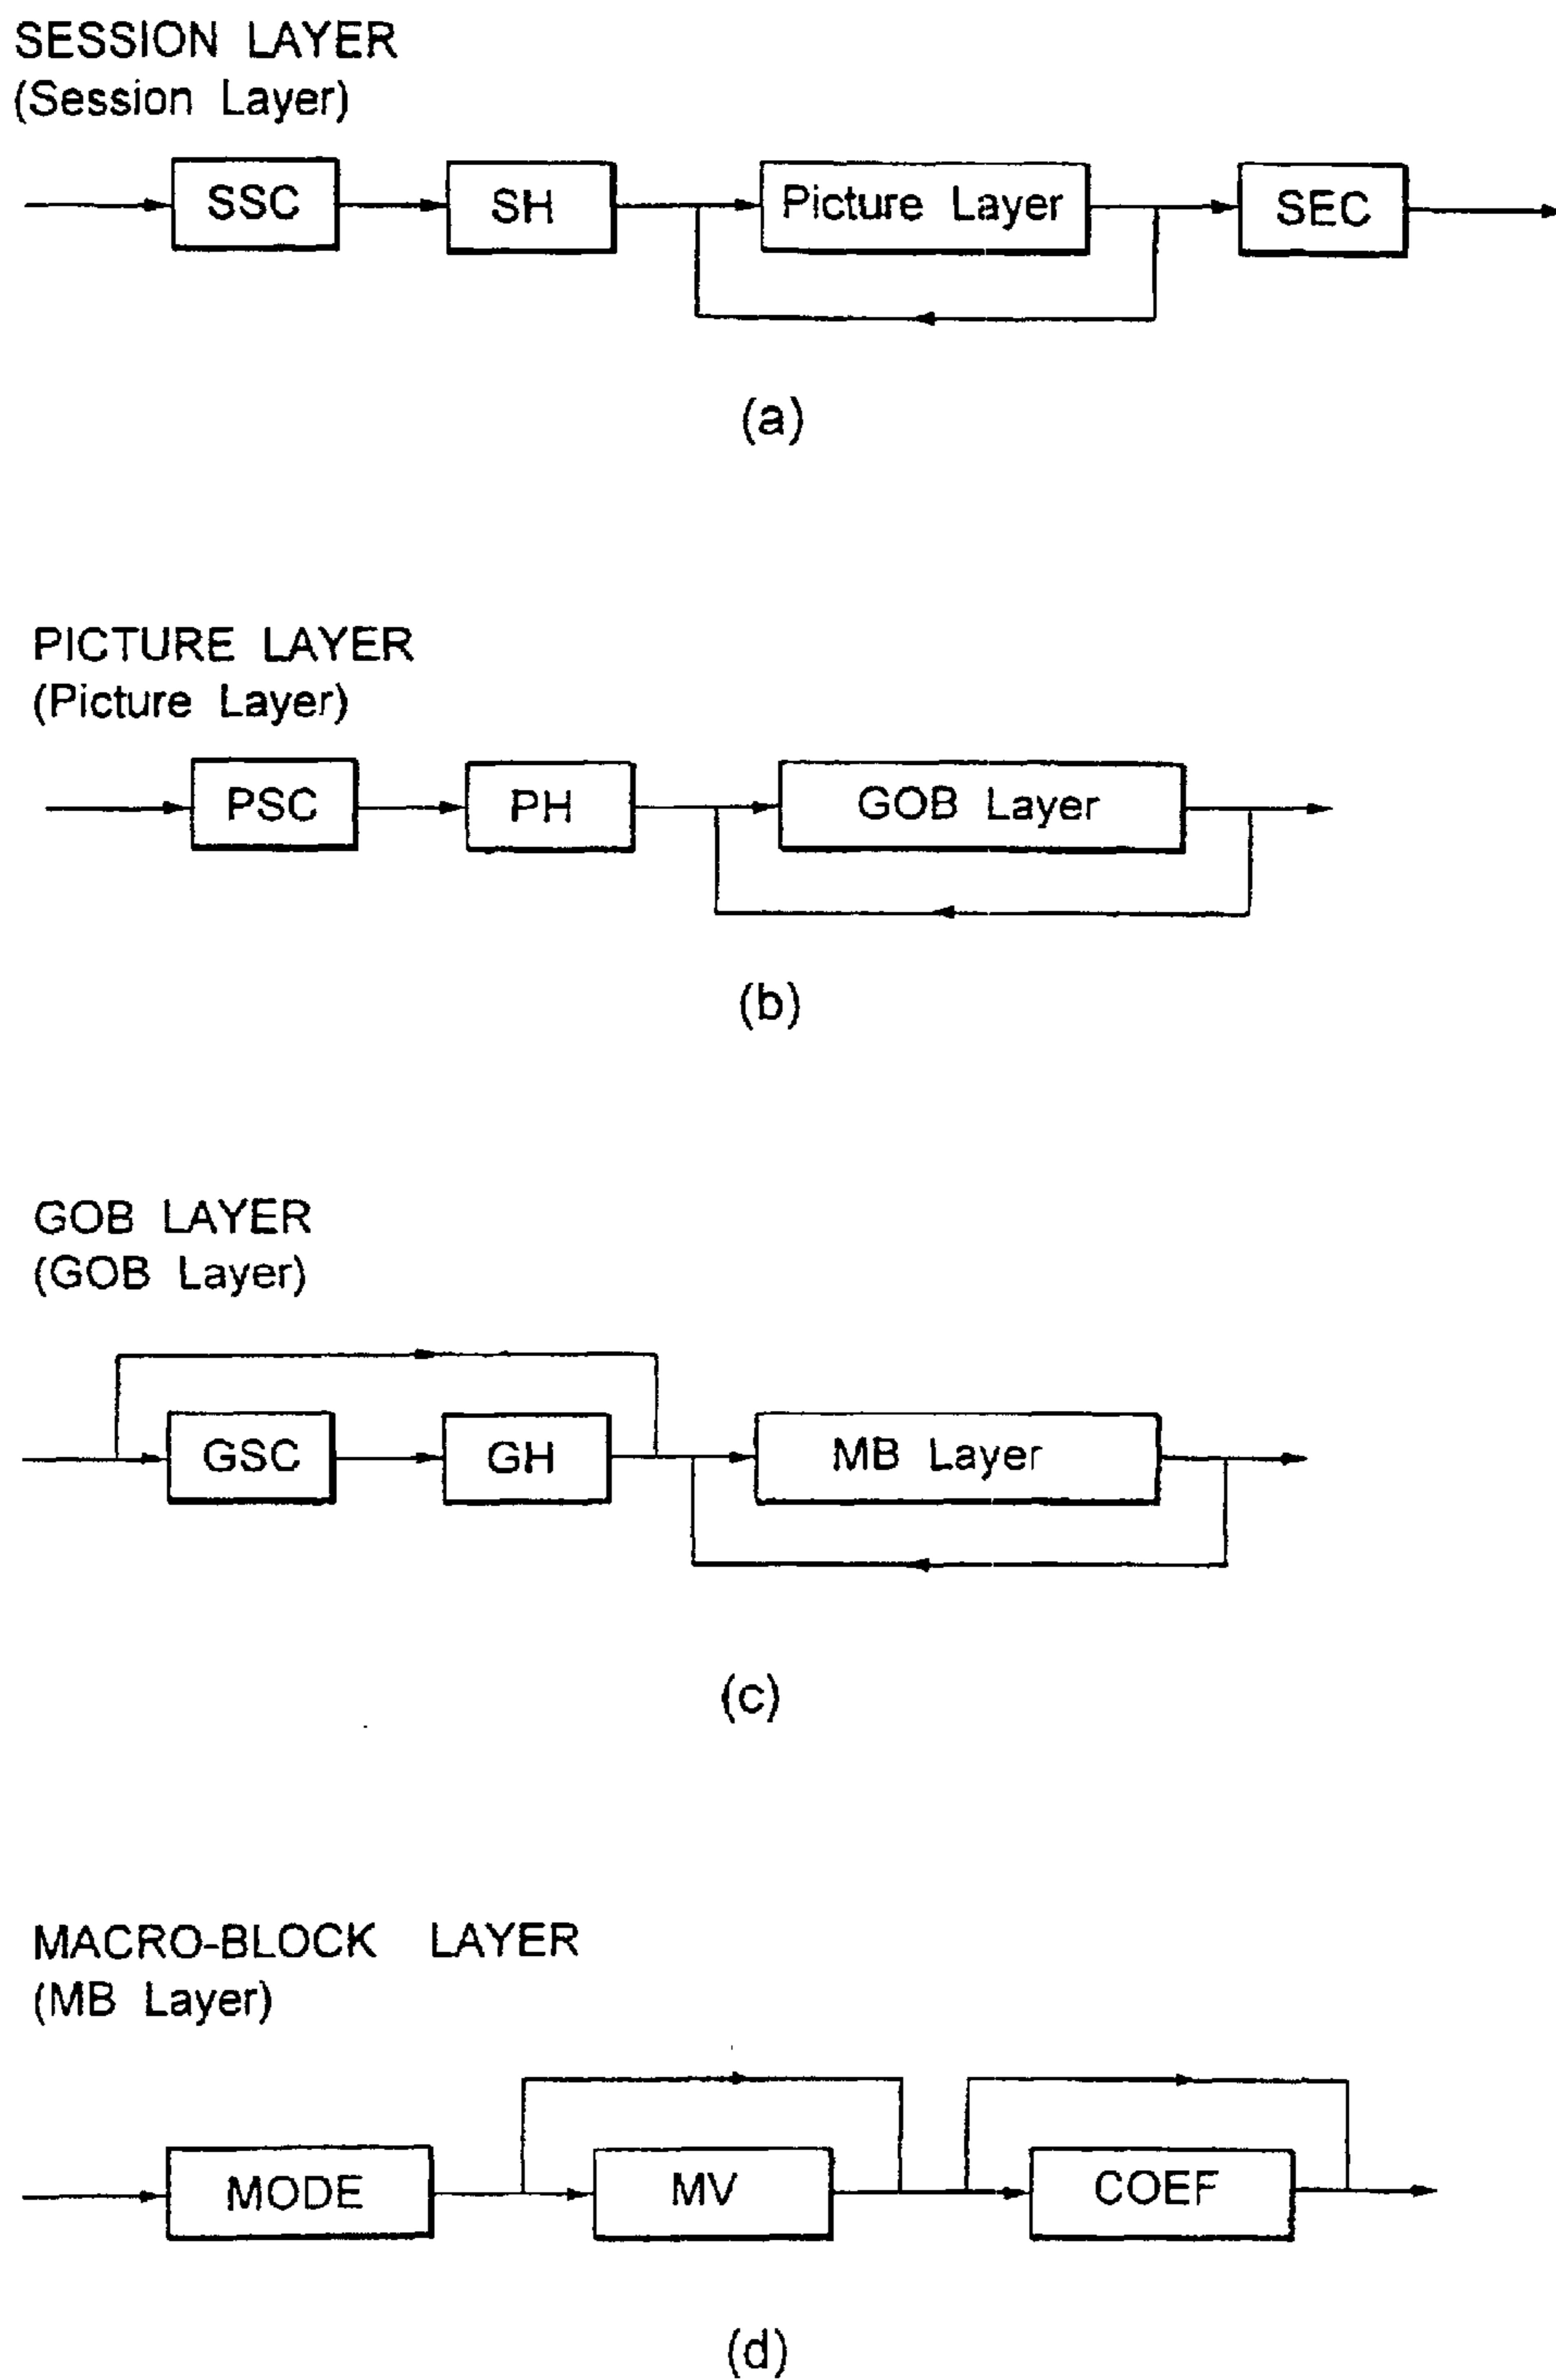 SESSION LAYER
(Session Layer)
SSC SH Picture Layer SEC
(a)
PICTURE LAYER
(Picture Layer)
PSC PH GOB Layer
(b)
GOB LAYER
(GOB Layer)
GSC GH MB Layer
(c)
MACRO-BLOCK LAYER
(MB Layer)
MODE MV COEF
(d)